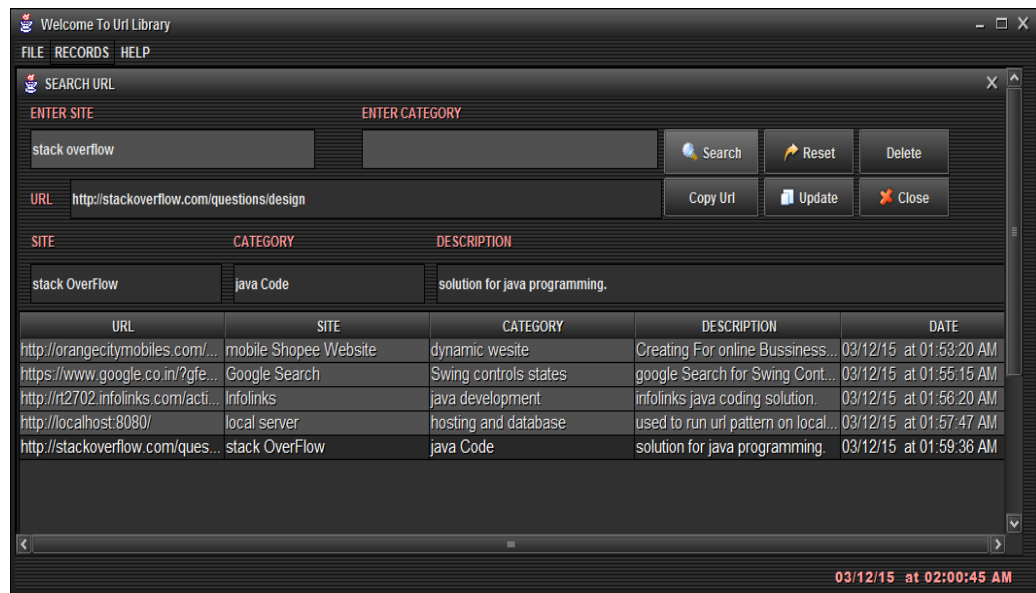 Welcome To Url Library
FILE RECORDS HELP
SEARCH URL
ENTER SITE ENTER CATEGORY
stack overflow
Search Reset Delete
URL http://stackoverflow.com/questions/design
Copy Url Update Close
SITE CATEGORY DESCRIPTION
stack OverFlow java Code solution for java programming.
URL SITE CATEGORY DESCRIPTION DATE
http://orangecitymobiles.com/... mobile Shopee Website dynamic wesite Creating For online Bussiness... 03/12/15 at 01:53:20 AM
https://www.google.co.in/?gfe... Google Search Swing controls states google Search for Swing Cont... 03/12/15 at 01:55:15 AM
http://rt2702.infolinks.com/acti... Infolinks java development infolinks java coding solution. 03/12/15 at 01:56:20 AM
http://localhost:8080/ local server hosting and database used to run url pattern on local... 03/12/15 at 01:57:47 AM
http://stackoverflow.com/ques... stack OverFlow java Code solution for java programming. 03/12/15 at 01:59:36 AM
03/12/15 at 02:00:45 AM